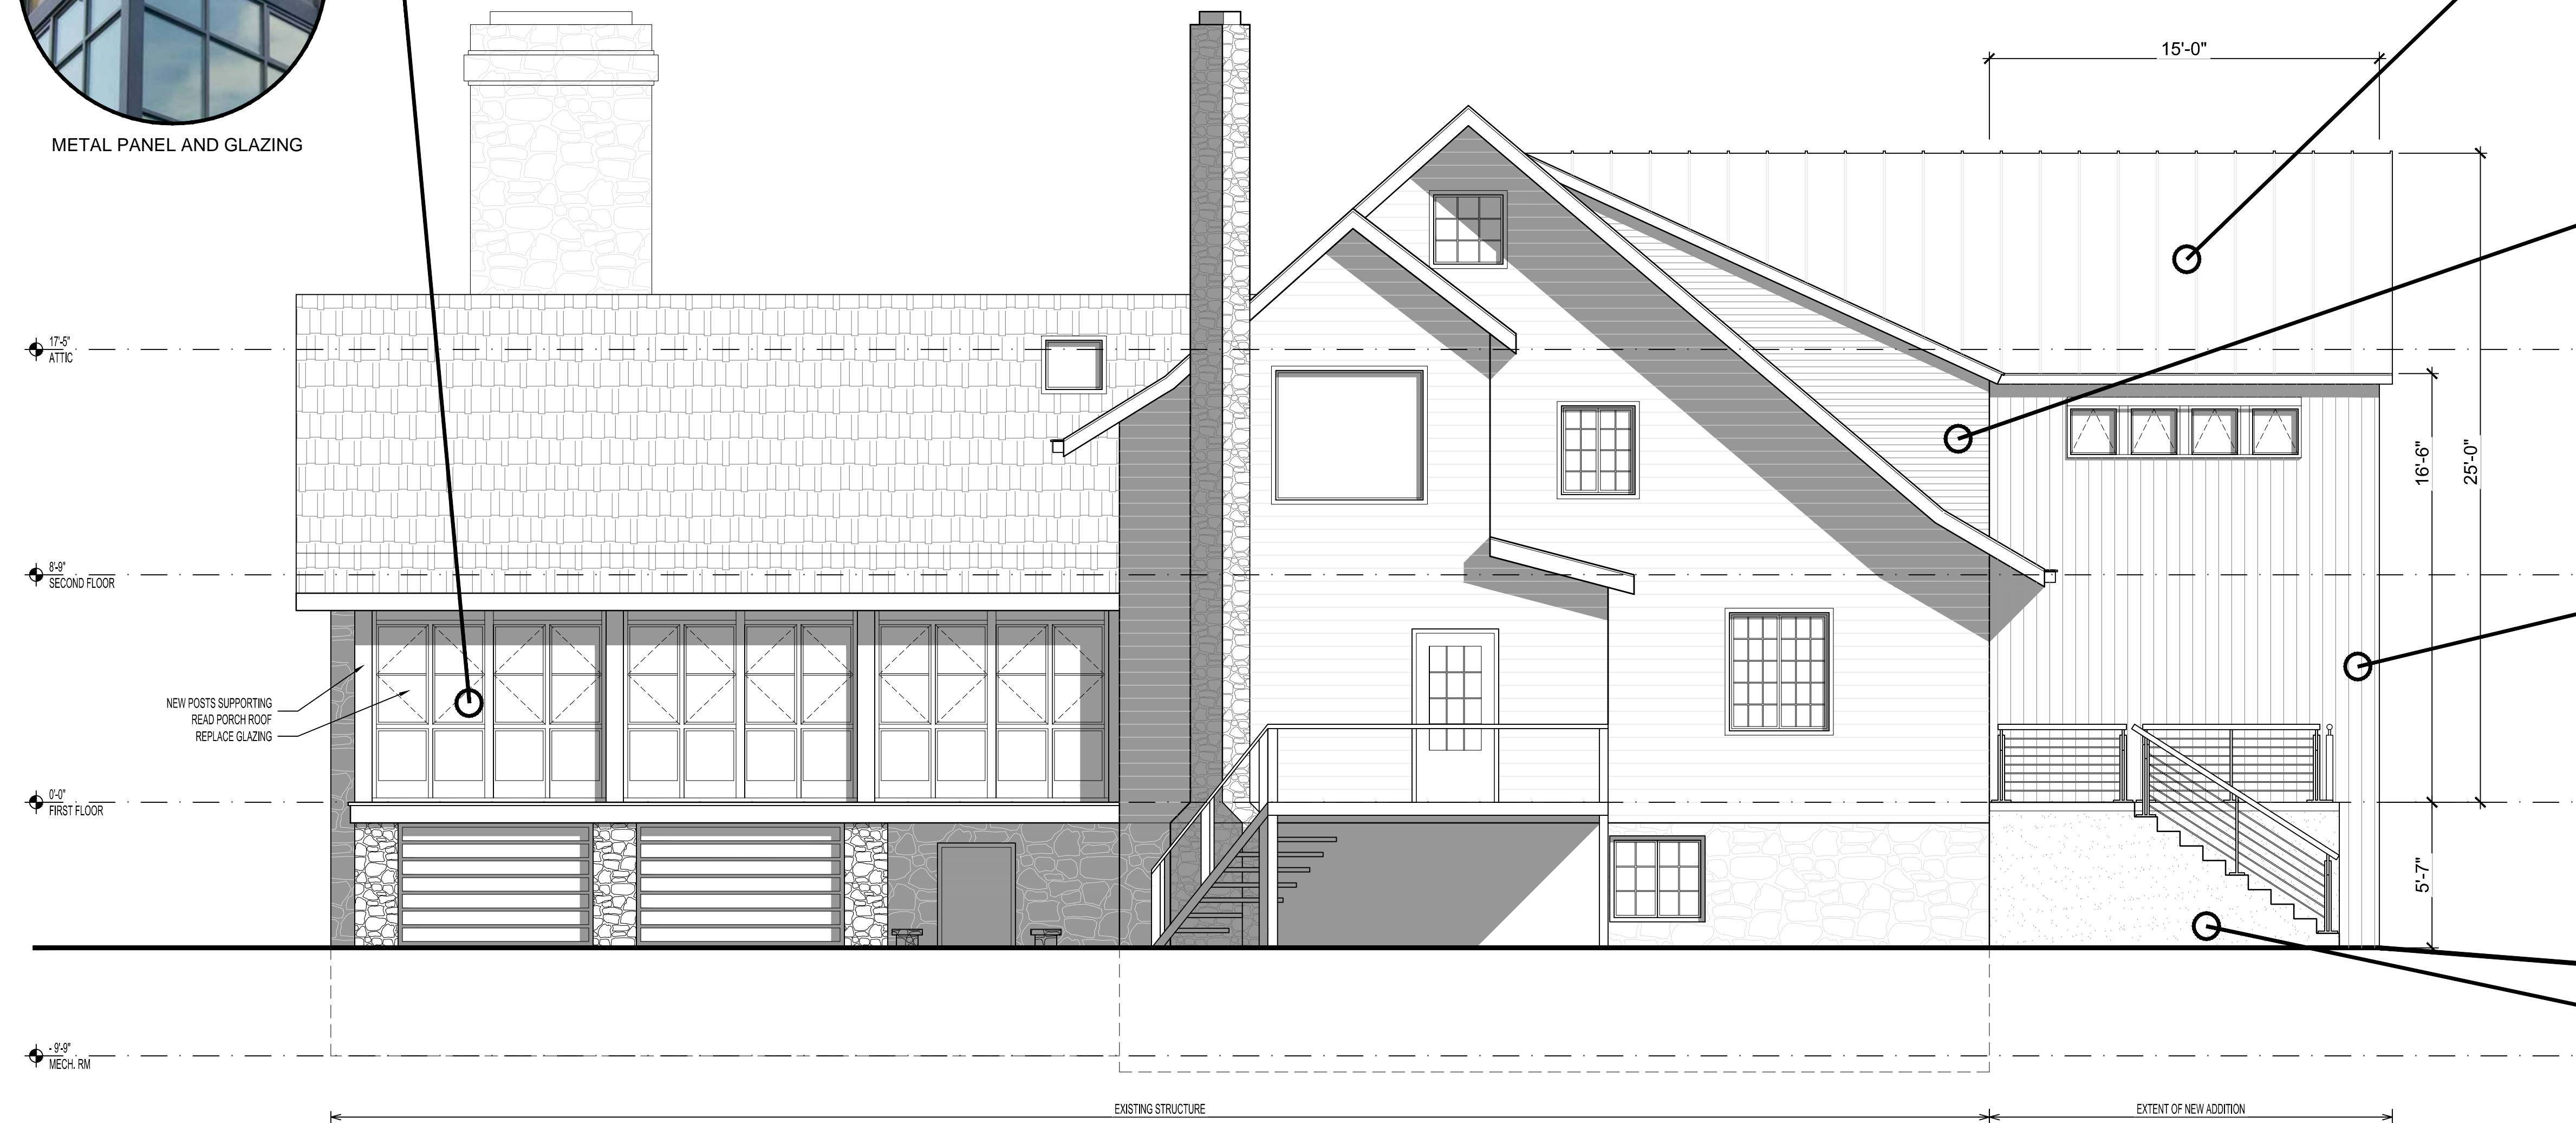 METAL PANEL AND GLAZING
15'-0"
17'-5"
ATTIC
16'-6"
25'-0"
8'-9"
SECOND FLOOR
NEW POSTS SUPPORTING
READ PORCH ROOF
REPLACE GLAZING
0'-0"
FIRST FLOOR
5'-7"
- 9'-9"
MECH. RM
EXISTING STRUCTURE
EXTENT OF NEW ADDITION